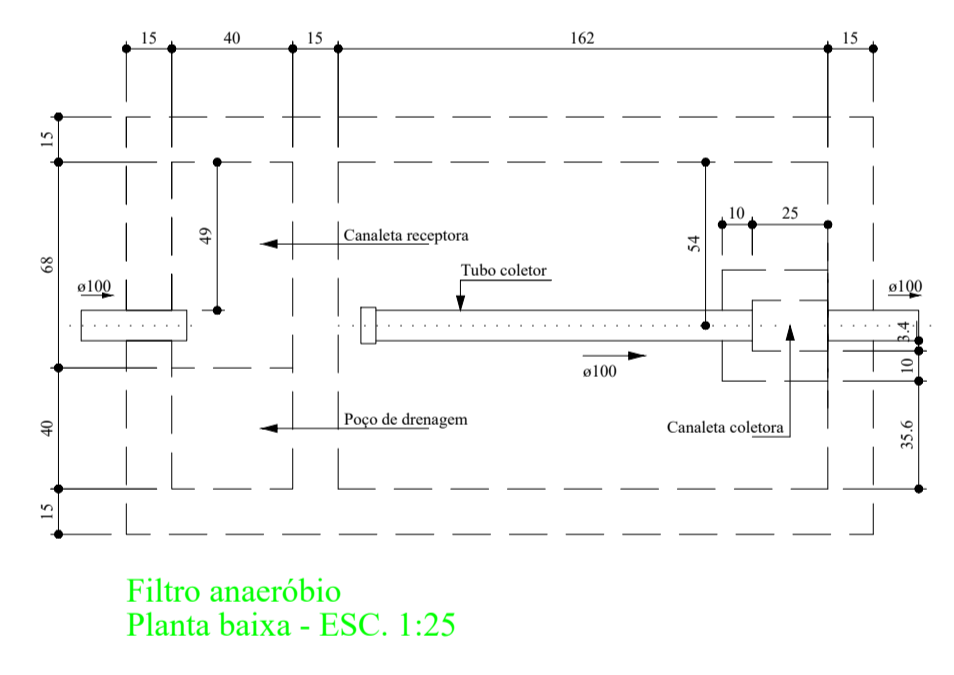 15
40
15
162
15
15
10
25
49
Canaleta receptora
54
68
Tubo coletor
ø100
ø100
3.4
ø100
10
Poço de drenagem
Canaleta coletora
40
35.6
15
Filtro anaeróbio
Planta baixa - ESC. 1:25